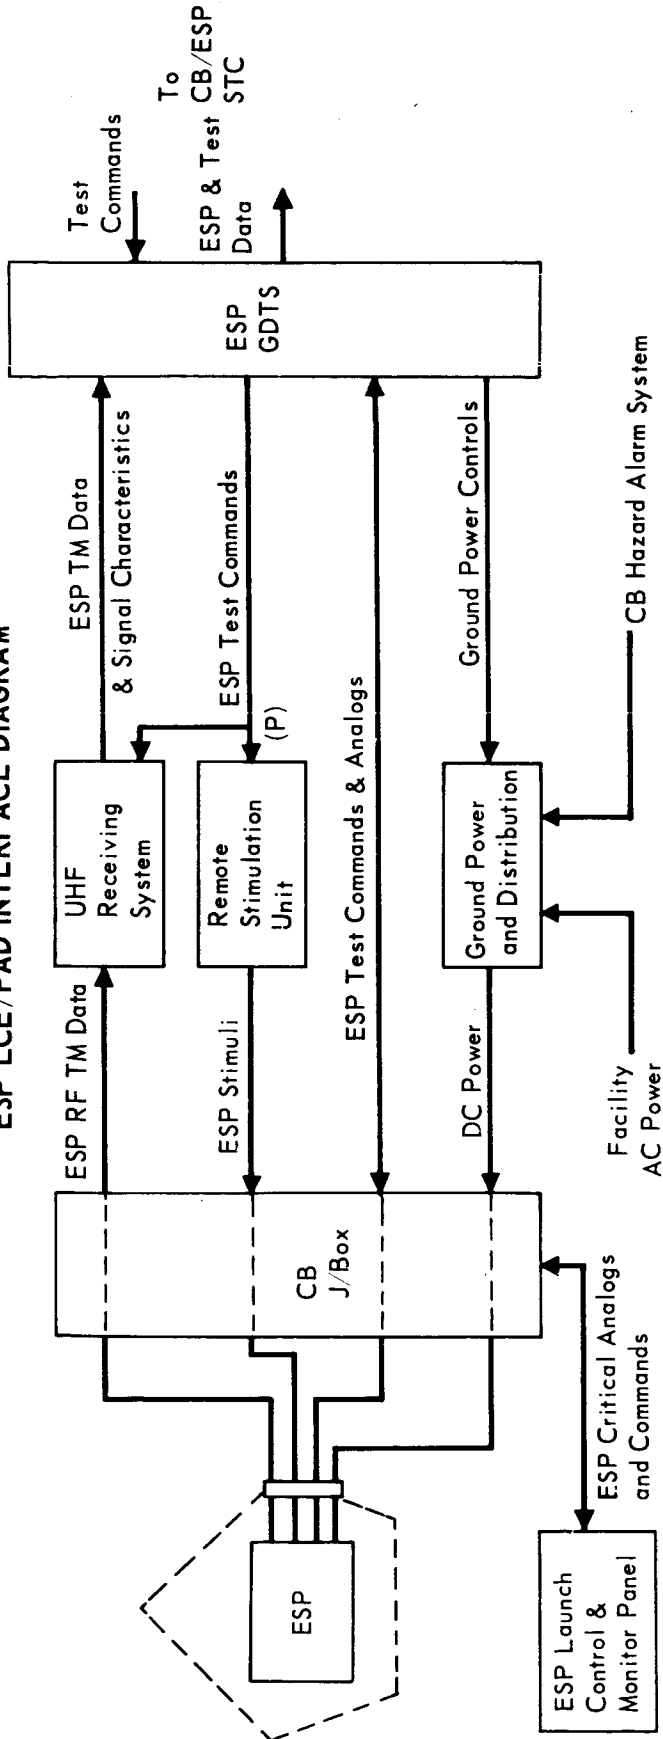 ESP LCE/PAD INTERFACE DIAGRAM
ESP
ESP Launch
Control &
Monitor Panel
ESP Critical Analogs
and Commands
CB
J/Box
ESP RF TM Data
ESP Stimuli
ESP Test Commands & Analogs
DC Power
UHF
Receiving
System
Remote
Stimulation
Unit
(P)
Ground Power
and Distribution
Facility
AC Power
CB Hazard Alarm System
ESP TM Data
& Signal Characteristics
ESP Test Commands
Ground Power Controls
ESP
GDTS
Test
Commands
ESP & Test
Data
To
CB/ESP
STC